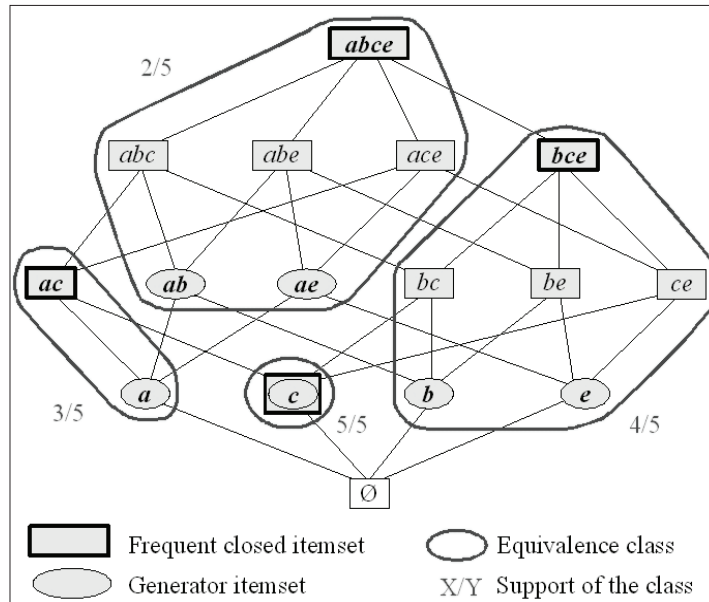 abce
2/5
abc abe ace bce
ac ab ae bc be ce
a c b e
3/5 5/5 4/5
Ø
Frequent closed itemset Equivalence class
Generator itemset X/Y Support of the class